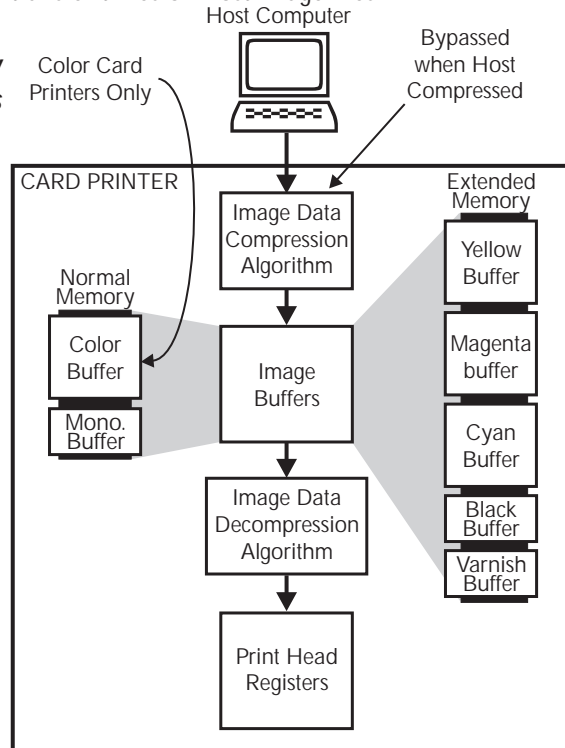 Host Computer
Color Card
Printers Only
Bypassed
when Host
Compressed
CARD PRINTER
Image Data
Compression
Algorithm
Extended
Memory
Yellow
Buffer
Magenta
buffer
Cyan
Buffer
Black
Buffer
Varnish
Buffer
Normal
Memory
Color
Buffer
Mono.
Buffer
Image
Buffers
Image Data
Decompression
Algorithm
Print Head
Registers